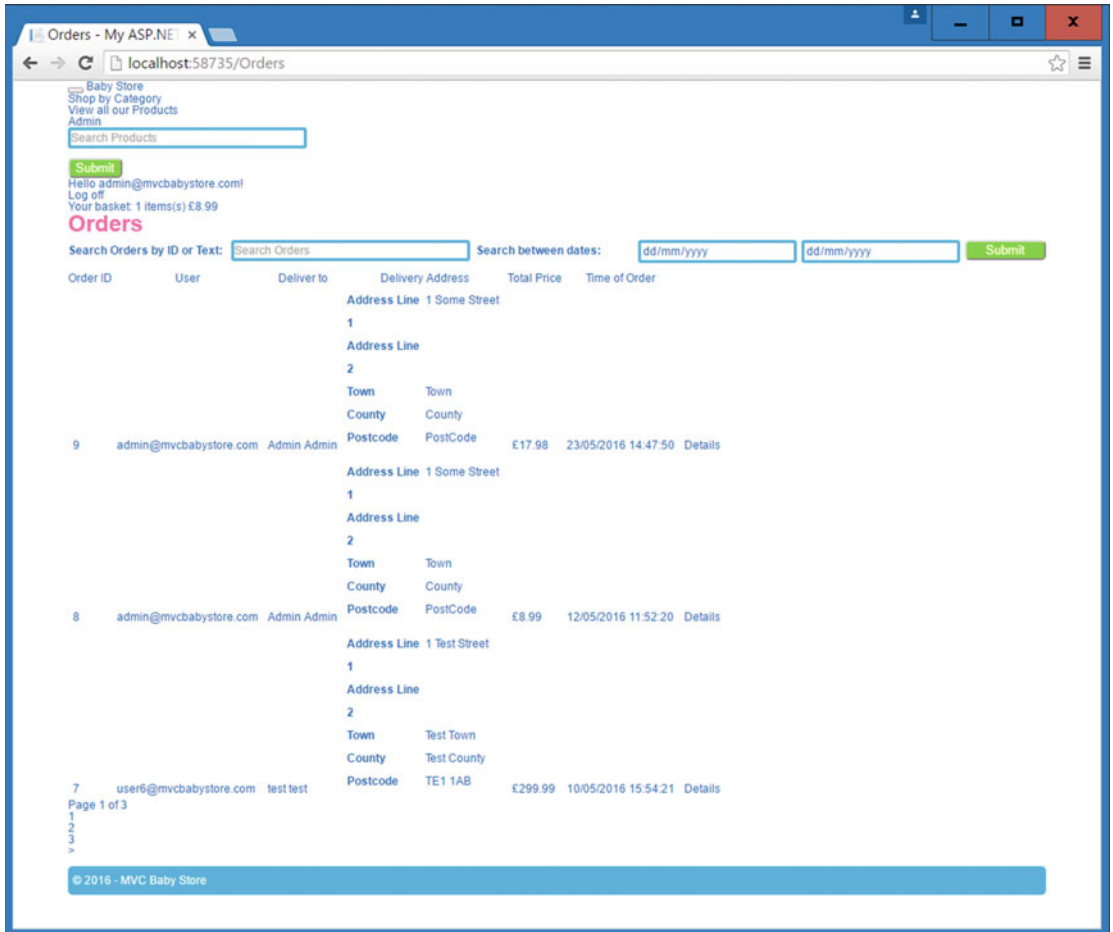 Orders - My ASP.NE
localhost:58735/Orders
Baby Store
Shop by Category
View all our Products
Admin
Search Products
Submit
Hello admin@mvcbabystore.com!
Log off
Your basket: 1 items(s) £8.99
Orders
Search Orders by ID or Text: Search Orders Search between dates: dd/mm/yyyy dd/mm/yyyy Submit
Order ID User Deliver to Delivery Address Total Price Time of Order
Address Line 1 Some Street
1
Address Line
2
Town Town
County County
Postcode PostCode
9 admin@mvcbabystore.com Admin Admin £17.98 23/05/2016 14:47:50 Details
Address Line 1 Some Street
1
Address Line
2
Town Town
County County
Postcode PostCode
8 admin@mvcbabystore.com Admin Admin £8.99 12/05/2016 11:52:20 Details
Address Line 1 Test Street
1
Address Line
2
Town Test Town
County Test County
Postcode TE1 1AB
7 user6@mvcbabystore.com test test £299.99 10/05/2016 15:54:21 Details
Page 1 of 3
1
2
3
>
© 2016 - MVC Baby Store